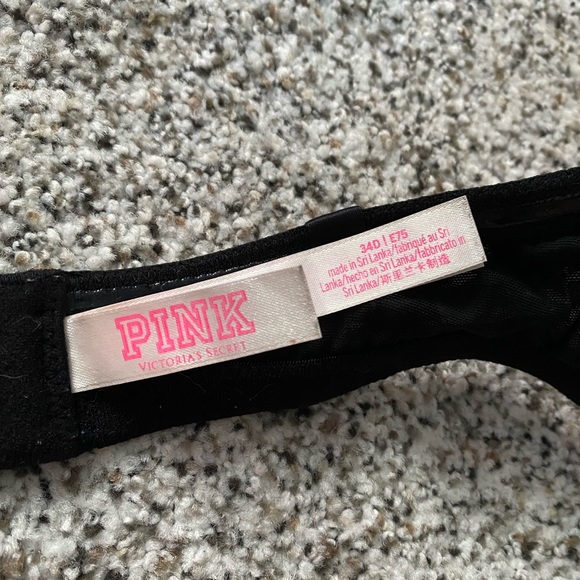 PINK
VICTORIA'S SECRET
34D | E75
made in Sri Lanka/fabriqué au Sri
Lanka/hecho en Sri Lanka/fabricato in
Sri Lanka/斯里兰卡制造